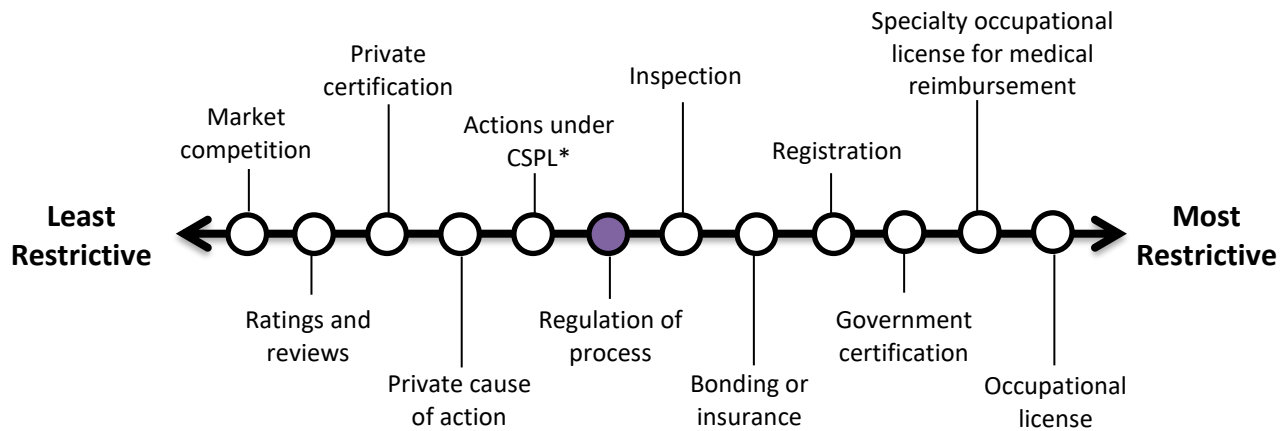 Least
Restrictive
Market
competition
Ratings and
reviews
Private
certification
Private cause
of action
Actions under
CSPL*
Regulation of
process
Inspection
Bonding or
insurance
Registration
Government
certification
Specialty occupational
license for medical
reimbursement
Occupational
license
Most
Restrictive